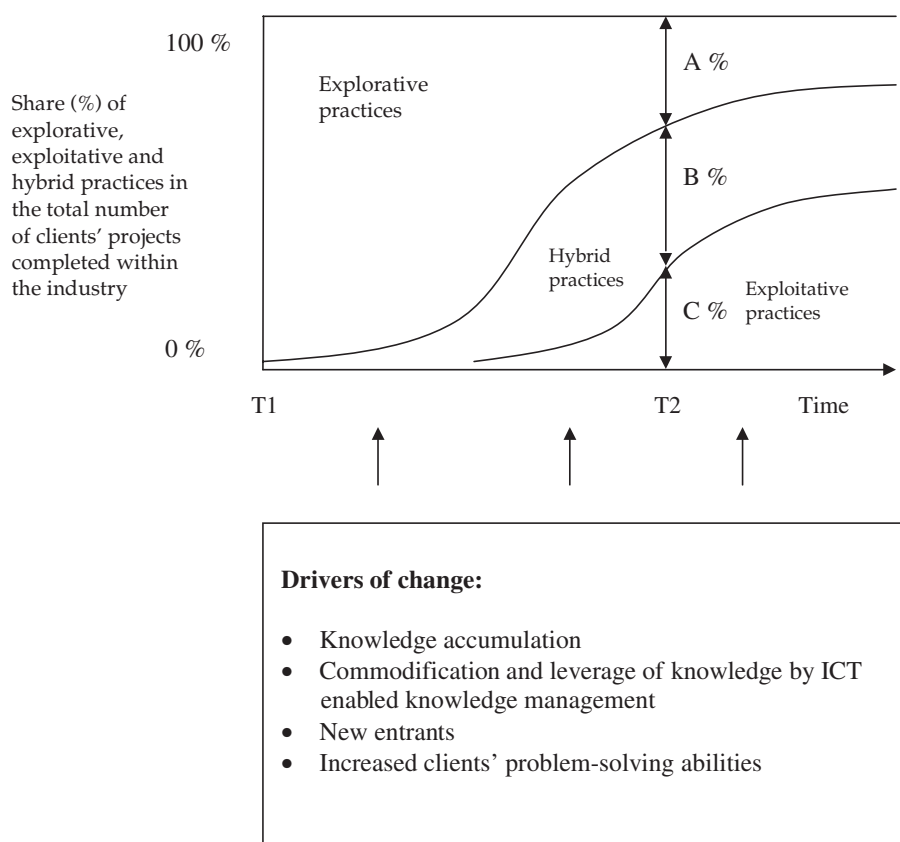 100 %
Share (%) of
explorative,
exploitative and
hybrid practices in
the total number
of clients’ projects
completed within
the industry
0 %
Explorative
practices
A %
B %
Hybrid
practices
C %
Exploitative
practices
T1
T2
Time
Drivers of change:
• Knowledge accumulation
• Commodification and leverage of knowledge by ICT
enabled knowledge management
• New entrants
• Increased clients’ problem-solving abilities